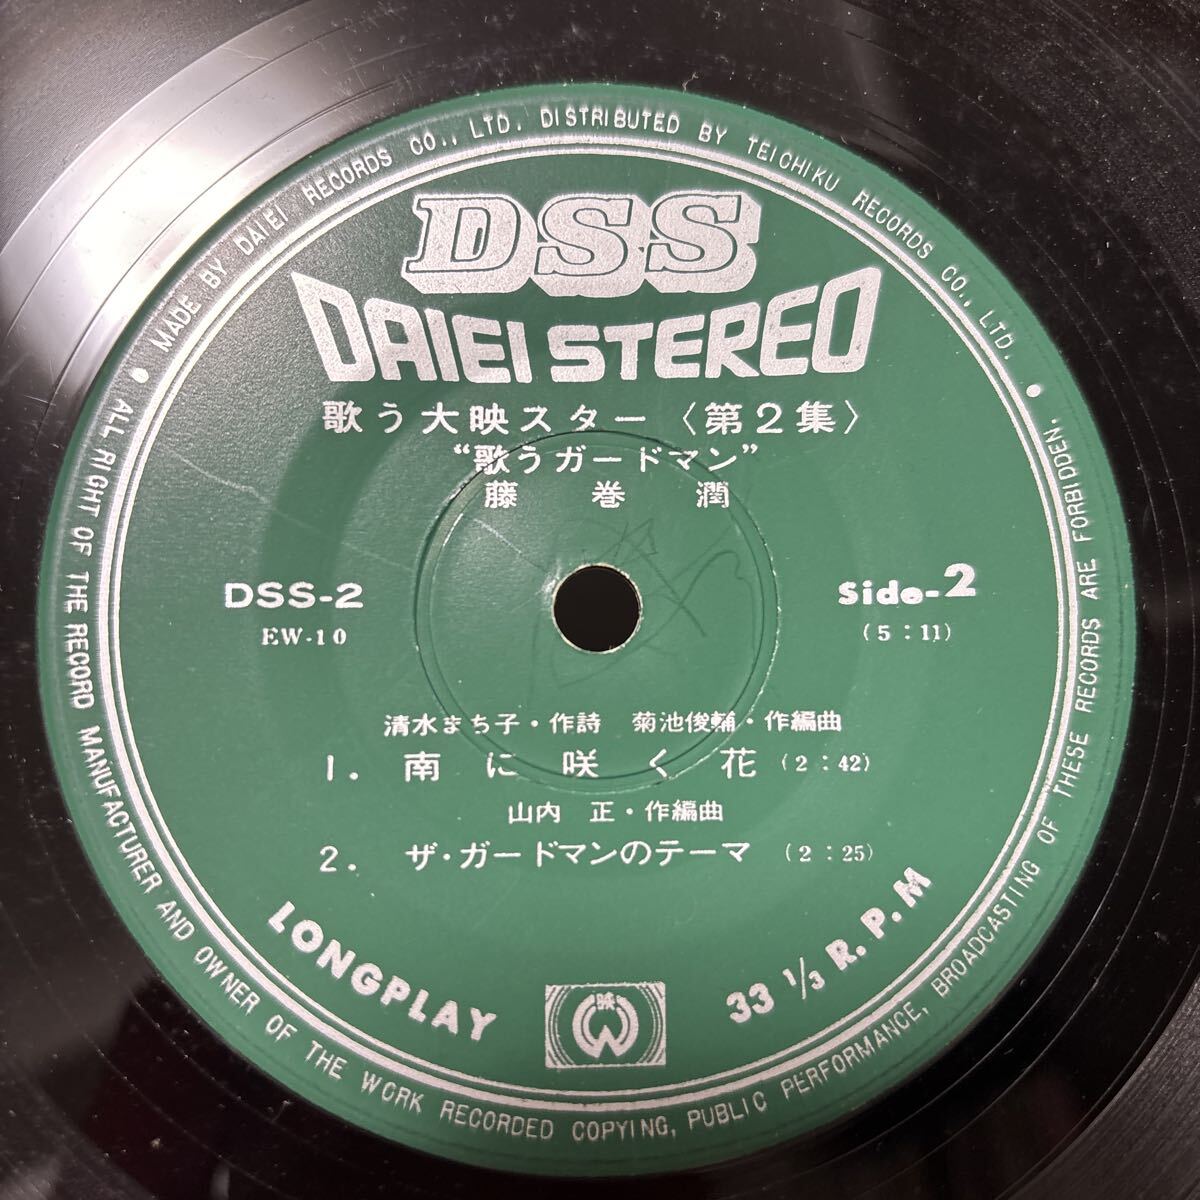 MADE BY DAIEI RECORDS CO., LTD. DISTRIBUTED BY TEICHIKU RECORDS CO., LTD.
DSS
DAIEI STEREO
歌う大映スター〈第2集〉
“歌うガードマン”
藤巻潤
DSS-2
EW-10
Side-2
(5:11)
清水まち子・作詩 菊池俊輔・作編曲
1. 南に咲く花 (2:42)
山内 正・作編曲
2. ザ・ガードマンのテーマ (2:25)
LONGPLAY
33 1/3 R.P.M
映
ALL RIGHT OF THE RECORD MANUFACTURER AND OWNER OF THE WORK RECORDED COPYING, PUBLIC PERFORMANCE, BROADCASTING OF THESE RECORDS ARE FORBIDDEN.